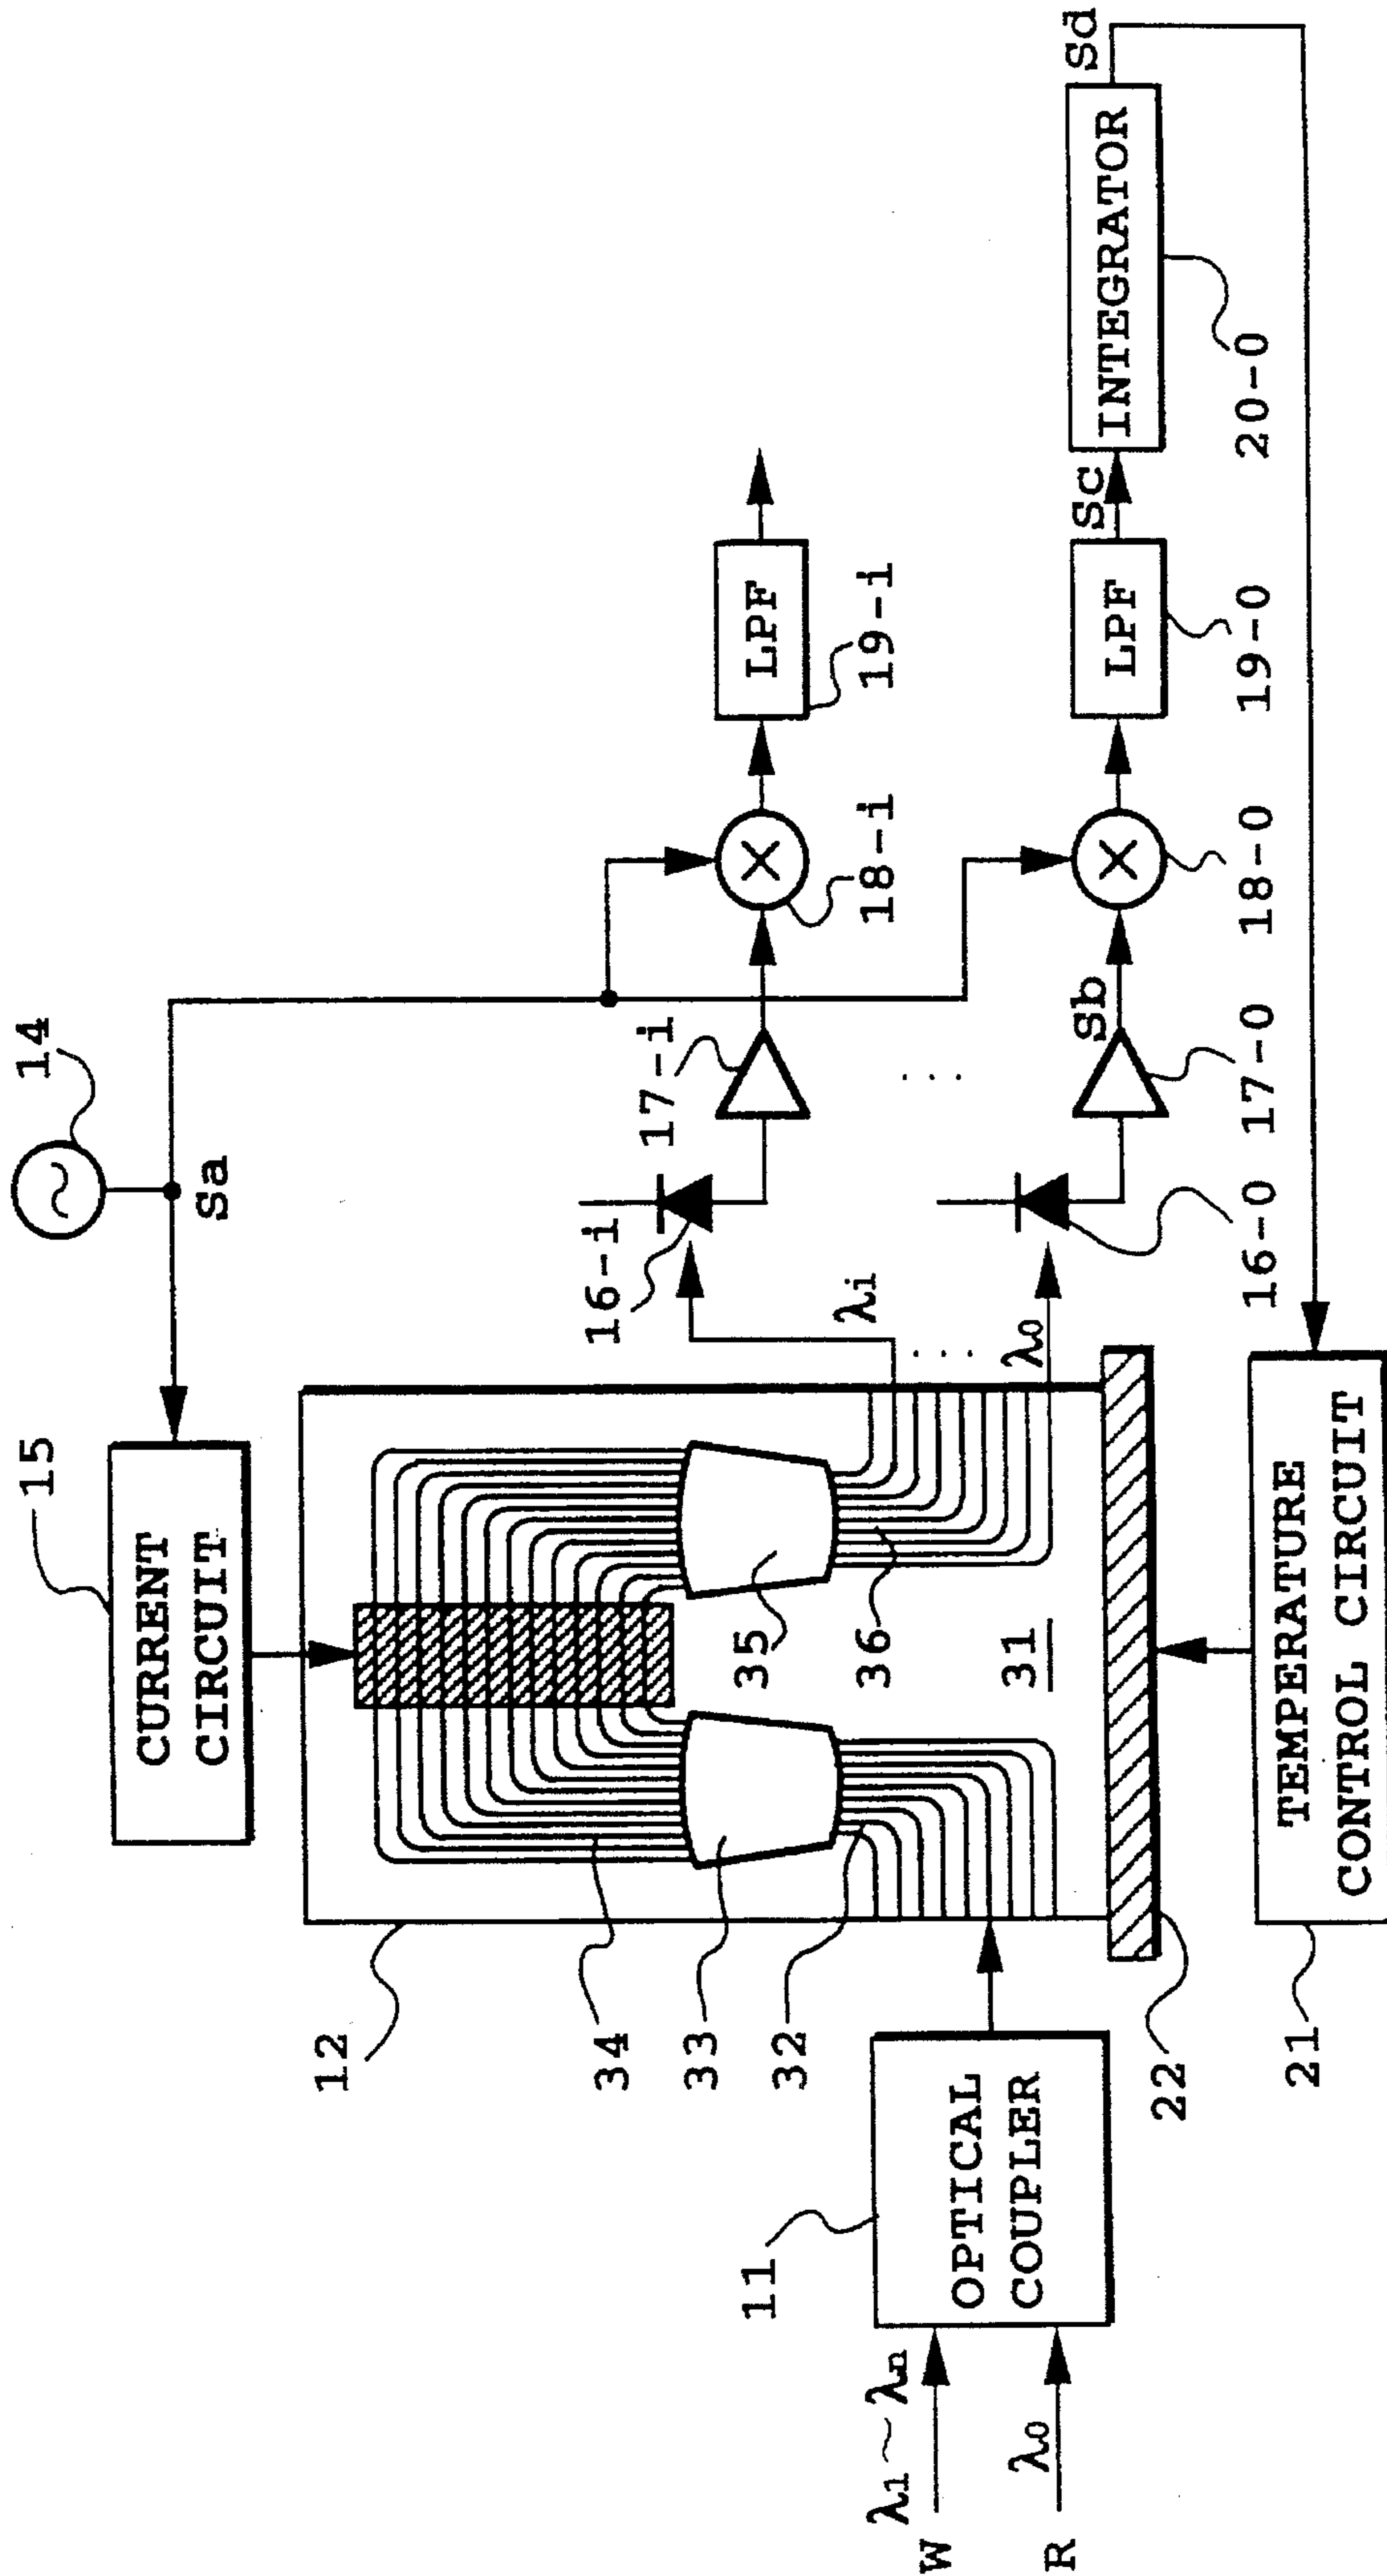 14
Sa
15
CURRENT
CIRCUIT
12
34
33
32
35
36
31
22
11
OPTICAL
COUPLER
W
λ1~λn
R
λ0
λi
...
λ0
16-i
17-i
18-i
LPF
19-i
...
16-0
17-0
Sb
18-0
LPF
19-0
Sc
INTEGRATOR
20-0
Sd
TEMPERATURE
CONTROL CIRCUIT
21